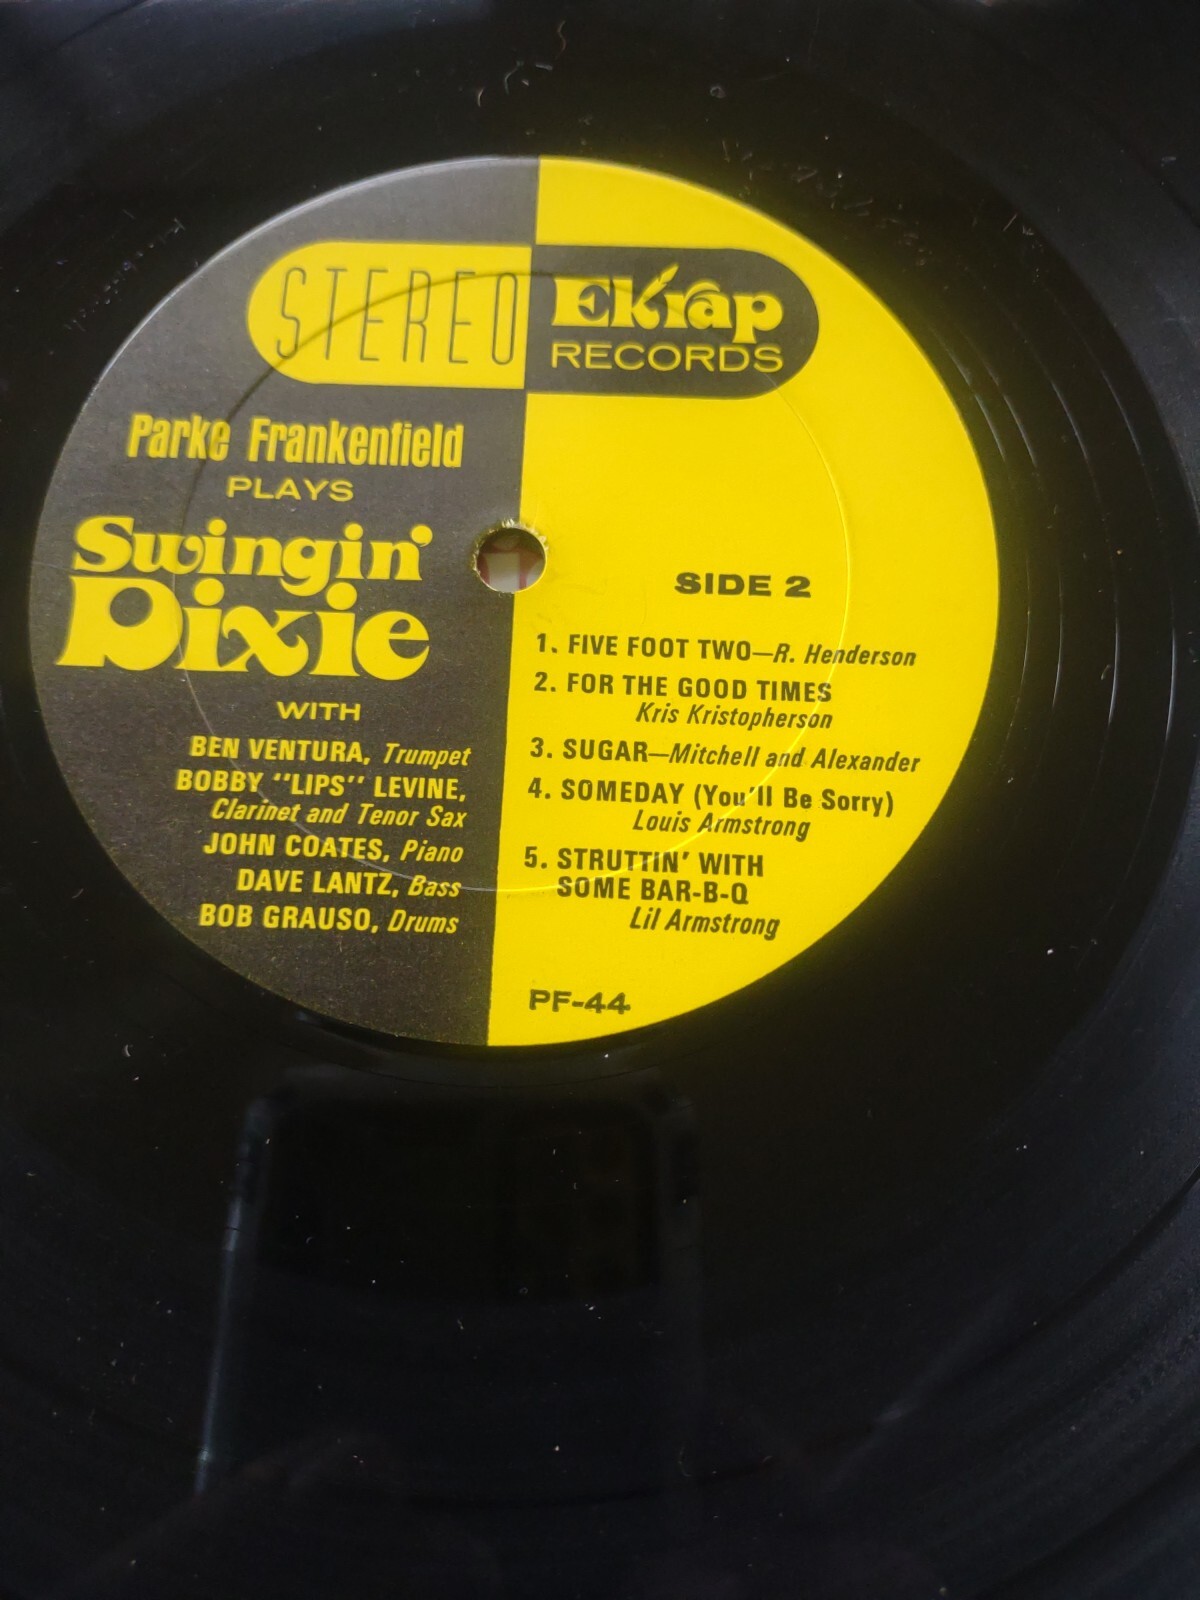 STEREO
EKrap
RECORDS
Parke Frankenfield
PLAYS
Swingin'
Dixie
WITH
BEN VENTURA, Trumpet
BOBBY "LIPS" LEVINE,
Clarinet and Tenor Sax
JOHN COATES, Piano
DAVE LANTZ, Bass
BOB GRAUSO, Drums
SIDE 2
1. FIVE FOOT TWO—R. Henderson
2. FOR THE GOOD TIMES
Kris Kristopherson
3. SUGAR—Mitchell and Alexander
4. SOMEDAY (You'll Be Sorry)
Louis Armstrong
5. STRUTTIN' WITH
SOME BAR-B-Q
Lil Armstrong
PF-44